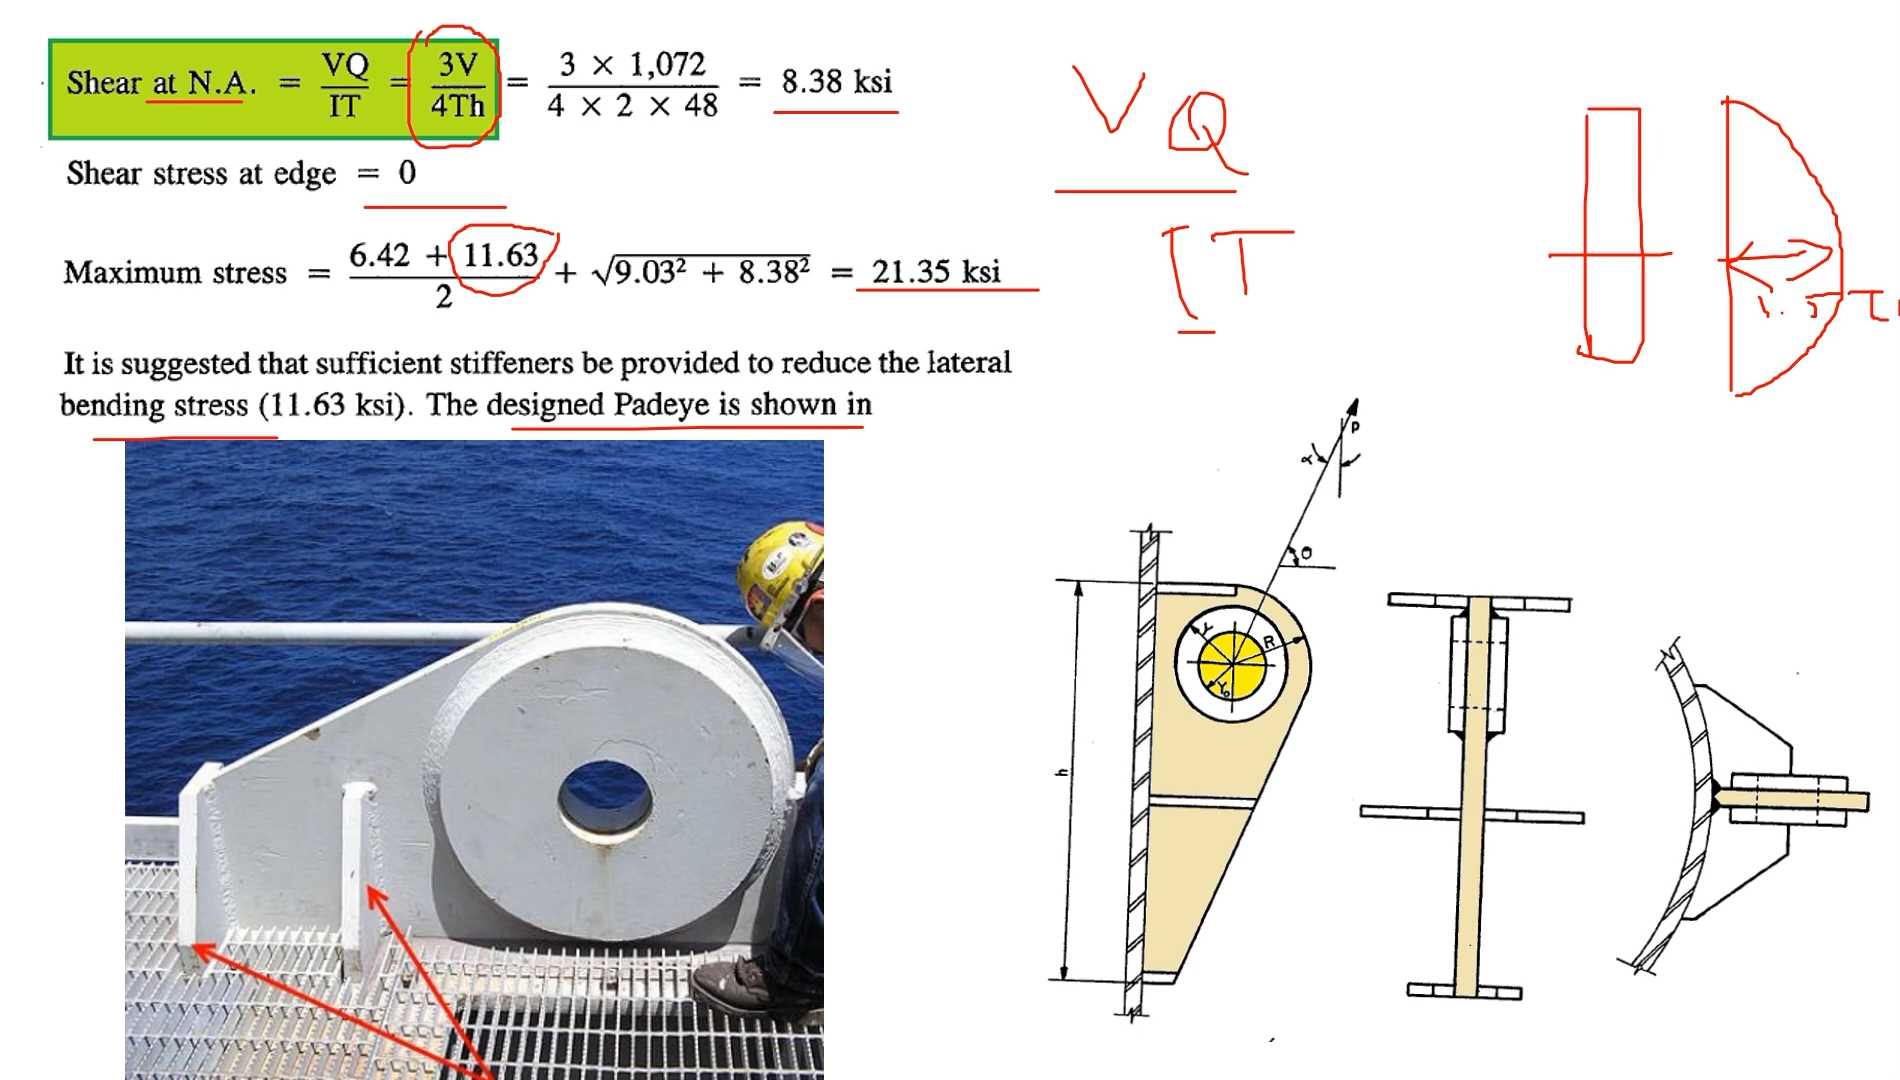 Shear at N.A. = VQ/IT = 3V/4Th = 3 × 1,072 / 4 × 2 × 48 = 8.38 ksi
Shear stress at edge = 0
Maximum stress = 6.42 + 11.63 / 2 + √9.03² + 8.38² = 21.35 ksi
It is suggested that sufficient stiffeners be provided to reduce the lateral
bending stress (11.63 ksi). The designed Padeye is shown in
VQ
IT
1.5 τ
P
α
θ
h
r
R
r₀